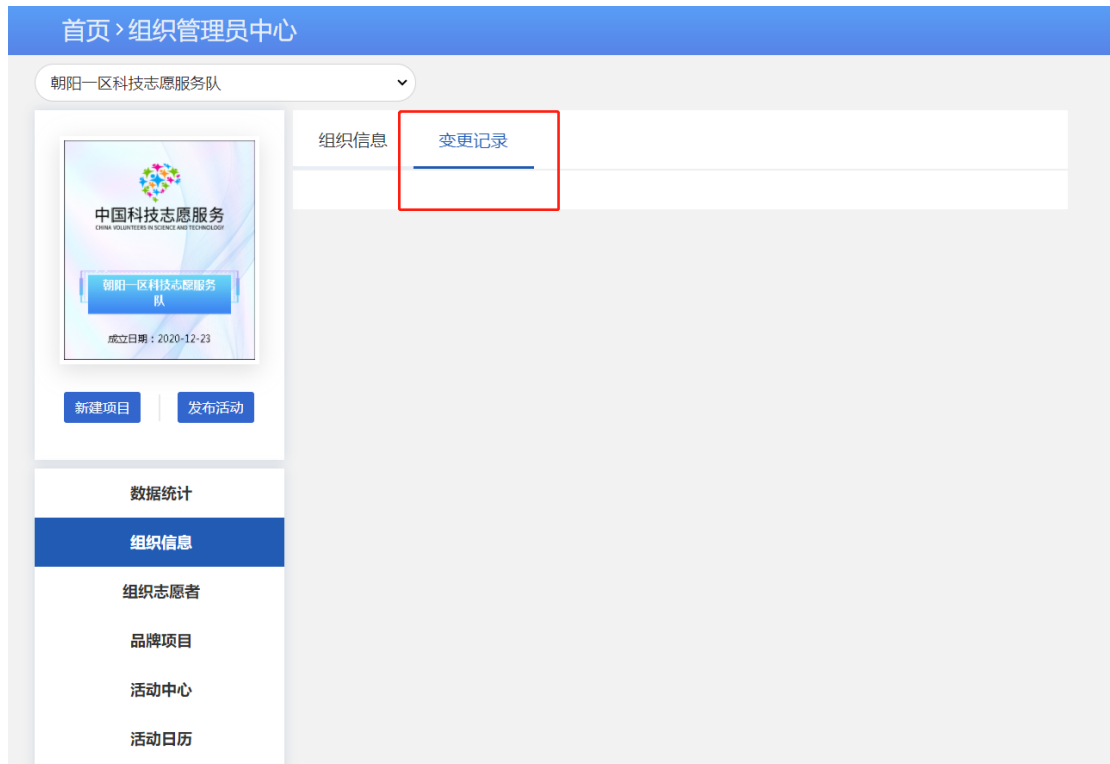 首页>组织管理员中心
朝阳一区科技志愿服务队
组织信息 变更记录
中国科技志愿服务
CHINA VOLUNTEERS IN SCIENCE AND TECHNOLOGY
朝阳一区科技志愿服务
队
成立日期：2020-12-23
新建项目 发布活动
数据统计
组织信息
组织志愿者
品牌项目
活动中心
活动日历